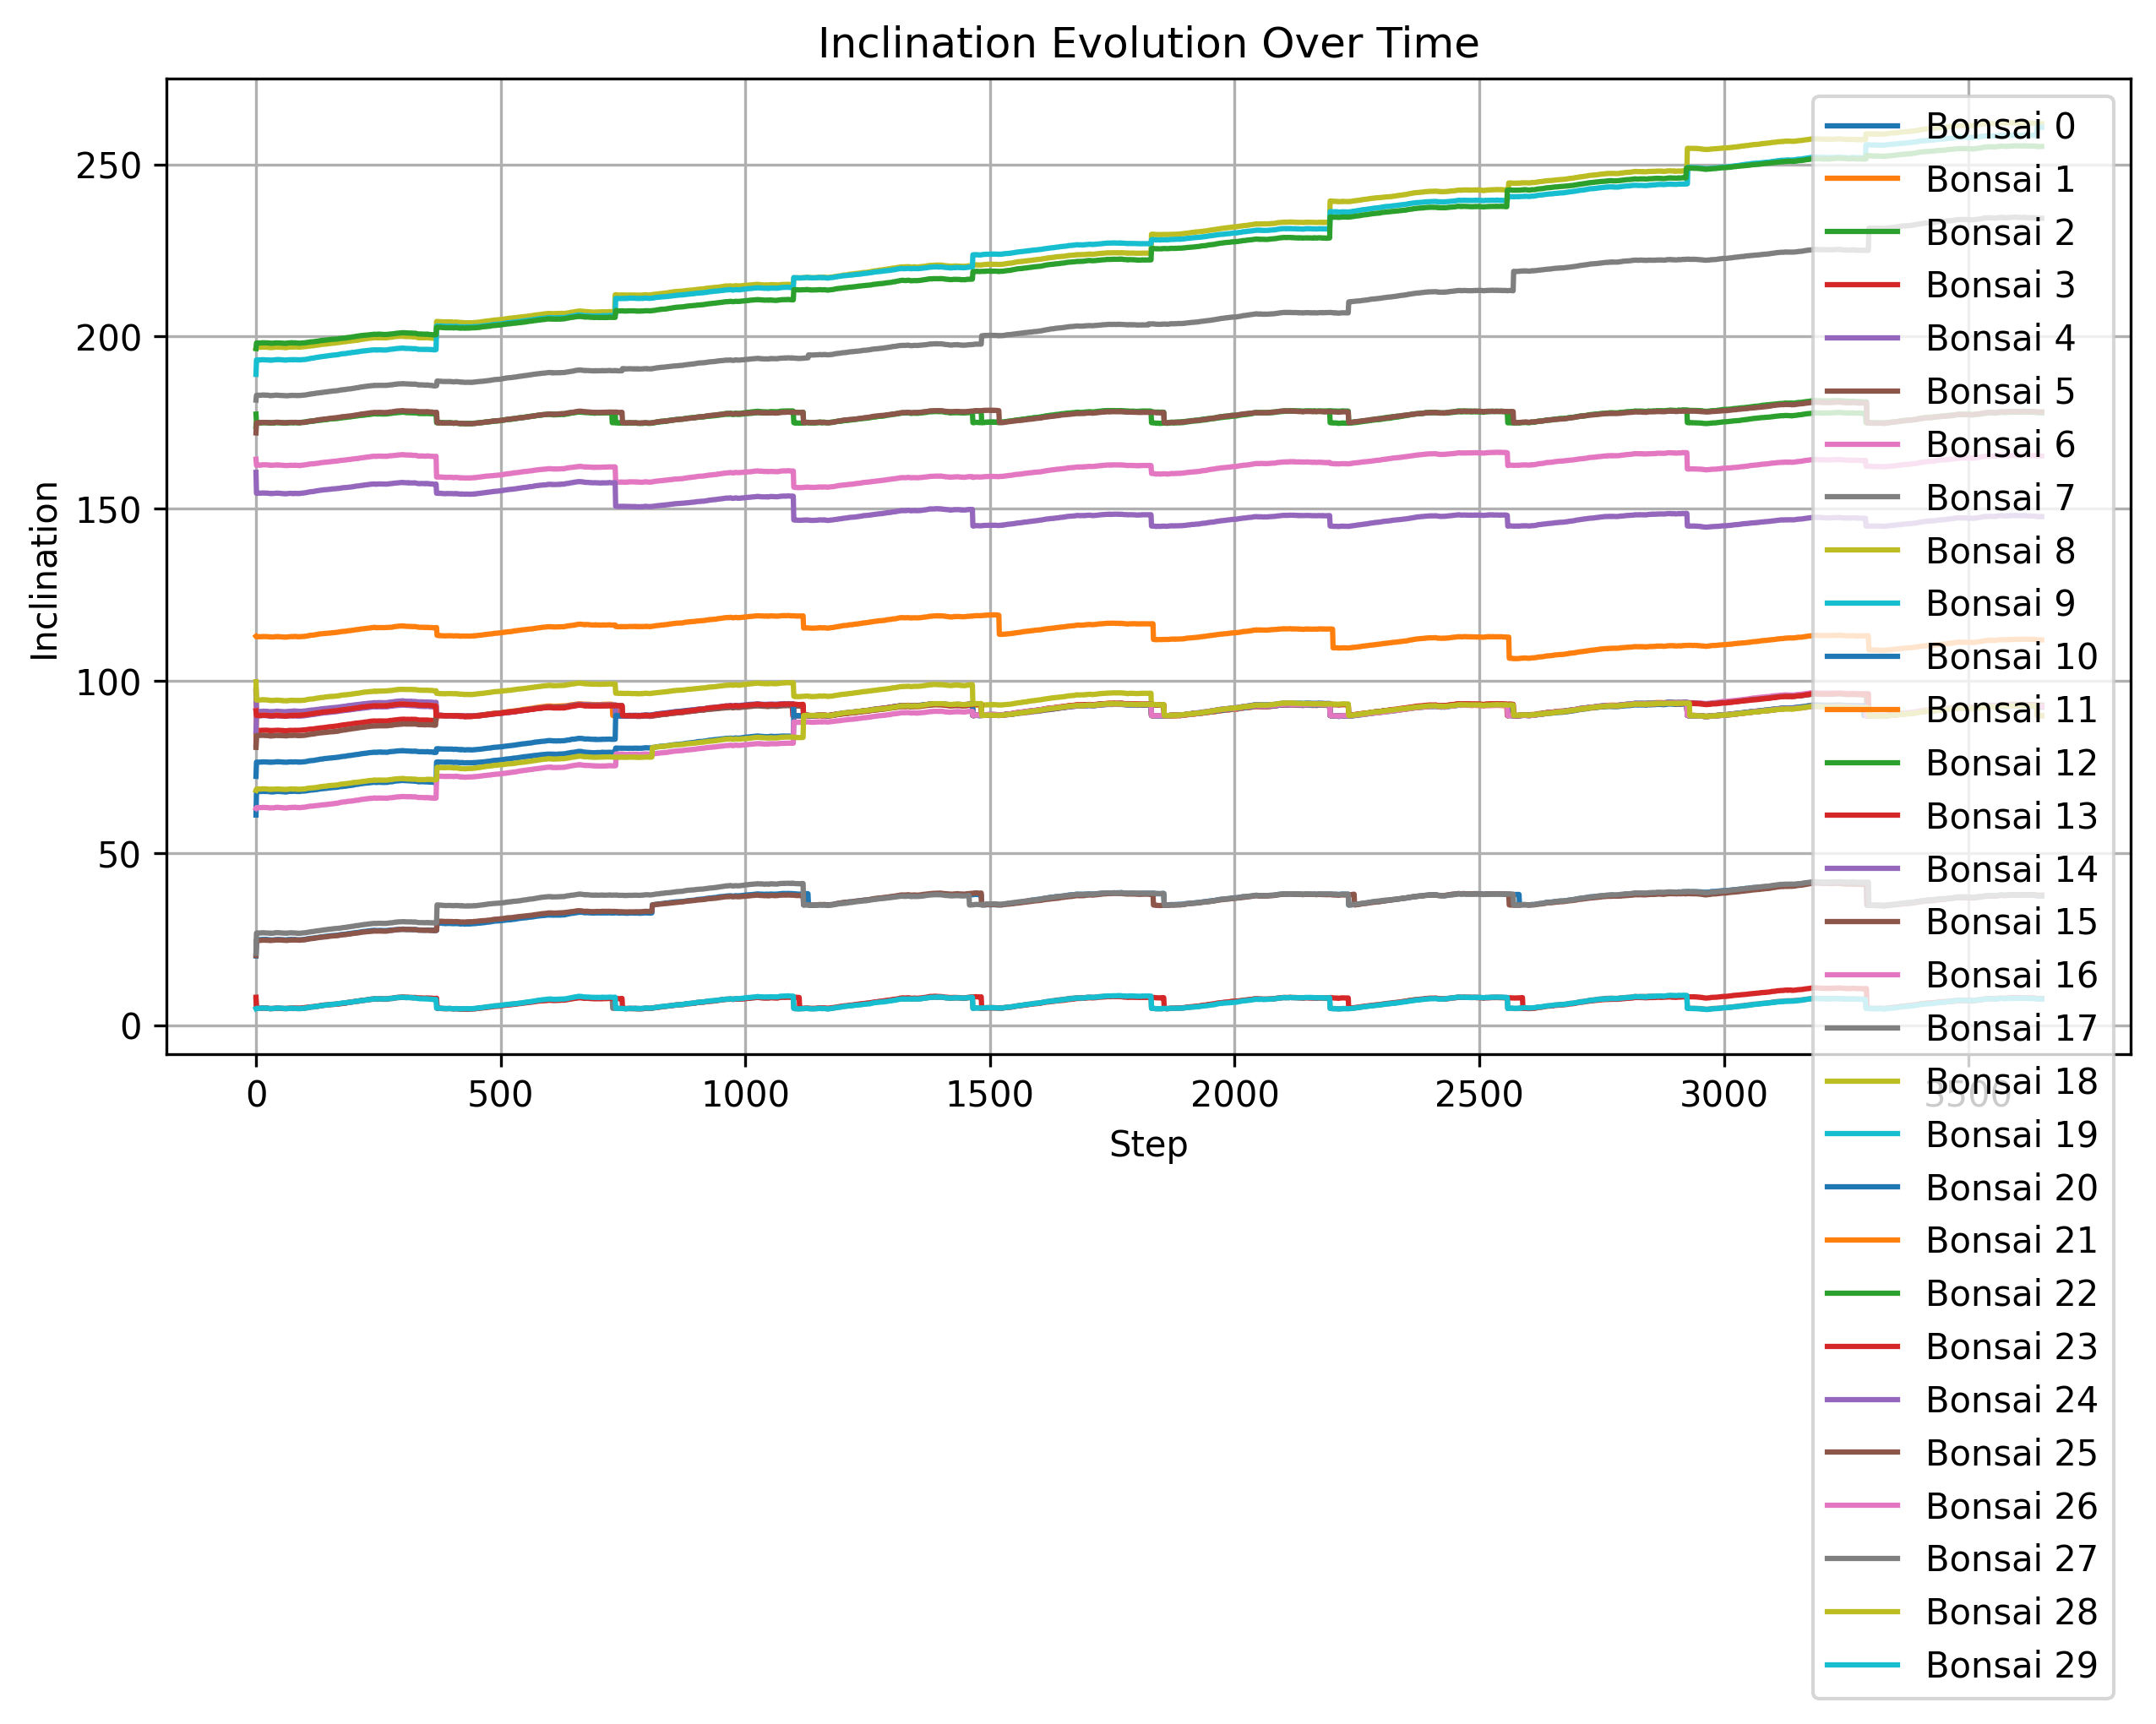 Inclination Evolution Over Time
Inclination
250
200
150
100
50
0
0 500 1000 1500 2000 2500 3000 3500
Step
Bonsai 0
Bonsai 1
Bonsai 2
Bonsai 3
Bonsai 4
Bonsai 5
Bonsai 6
Bonsai 7
Bonsai 8
Bonsai 9
Bonsai 10
Bonsai 11
Bonsai 12
Bonsai 13
Bonsai 14
Bonsai 15
Bonsai 16
Bonsai 17
Bonsai 18
Bonsai 19
Bonsai 20
Bonsai 21
Bonsai 22
Bonsai 23
Bonsai 24
Bonsai 25
Bonsai 26
Bonsai 27
Bonsai 28
Bonsai 29